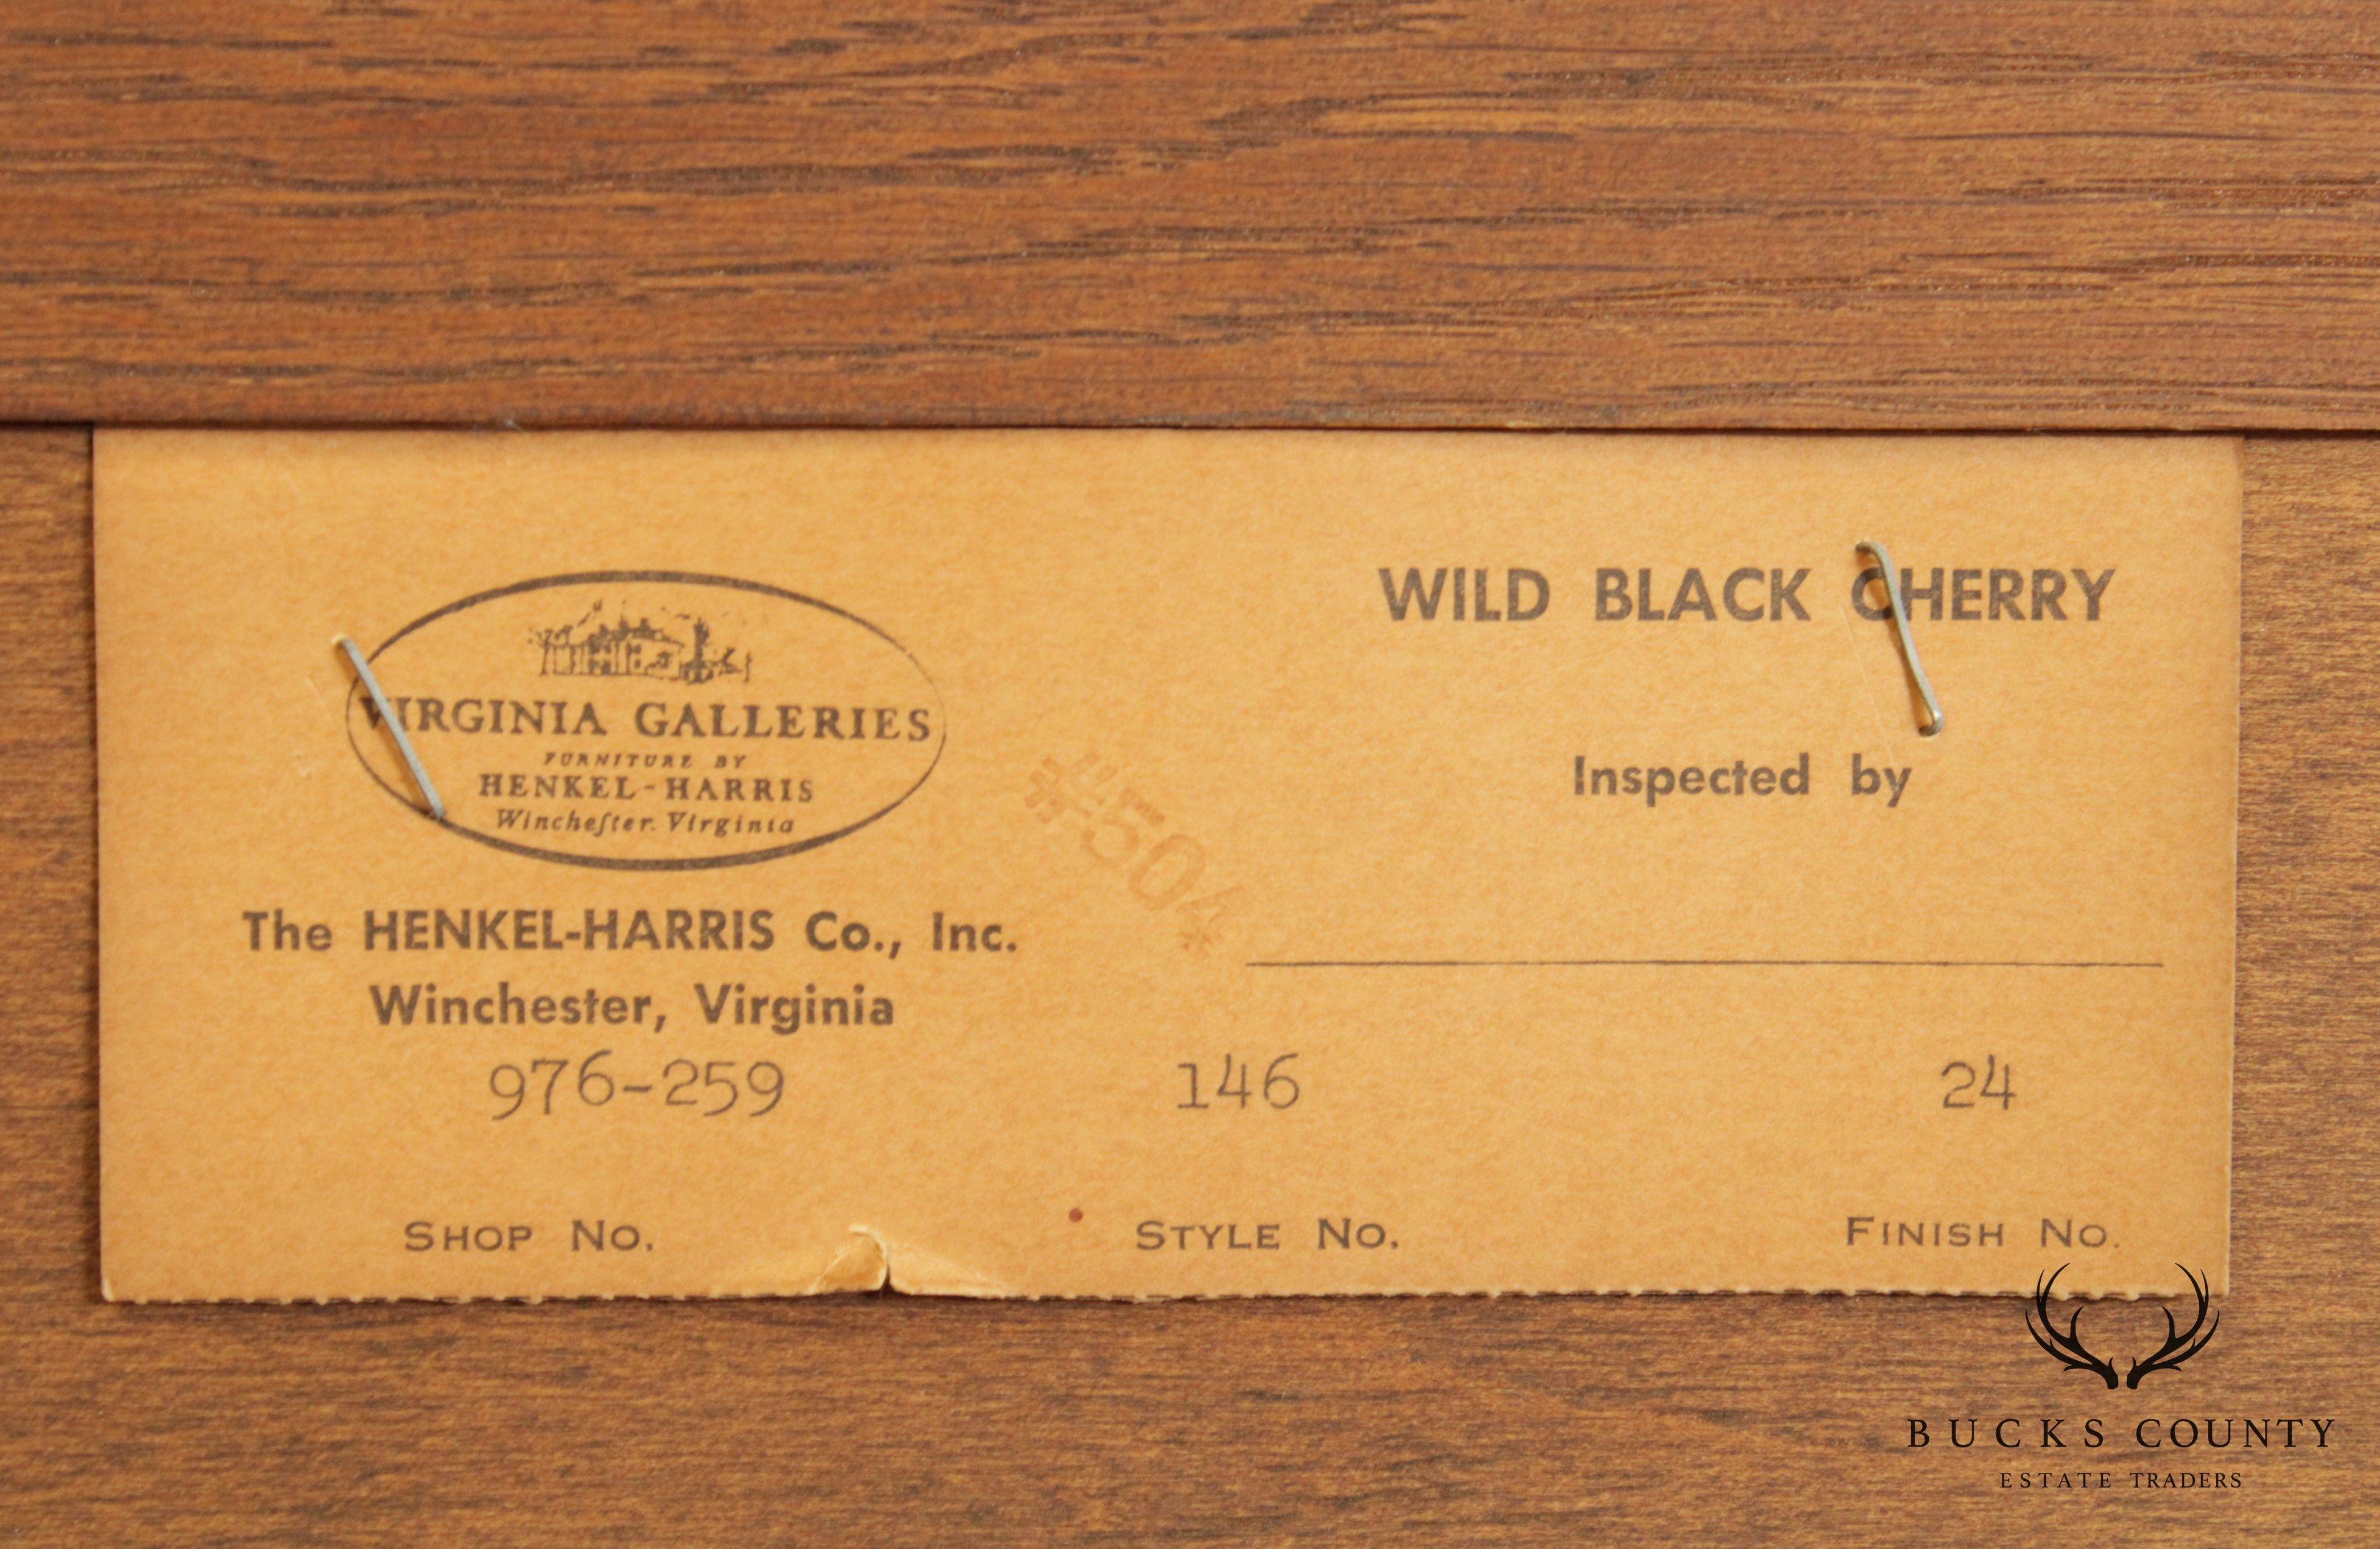 VIRGINIA GALLERIES
FURNITURE BY
HENKEL-HARRIS
Wincheſter. Virginia
The HENKEL-HARRIS Co., Inc.
Winchester, Virginia
976-259
SHOP NO.
#504
146
STYLE NO.
WILD BLACK CHERRY
Inspected by
24
FINISH NO.
BUCKS COUNTY
ESTATE TRADERS